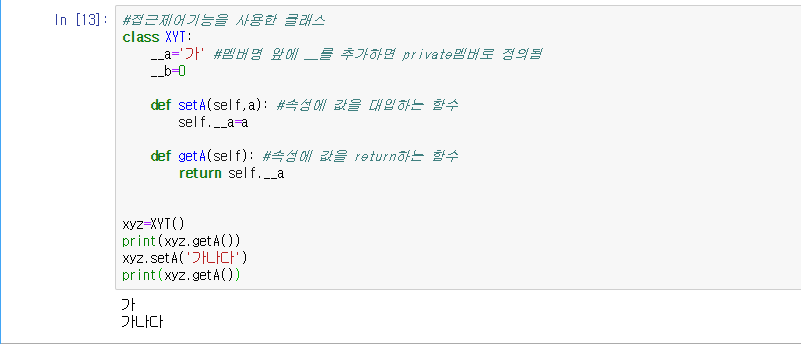 In [13]:
#접근제어기능을 사용한 클래스
class XYT:
    __a='가' #멤버명 앞에 __를 추가하면 private멤버로 정의됨
    __b=0
    def setA(self,a): #속성에 값을 대입하는 함수
        self.__a=a
    def getA(self): #속성에 값을 return하는 함수
        return self.__a
xyz=XYT()
print(xyz.getA())
xyz.setA('가나다')
print(xyz.getA())
가
가나다